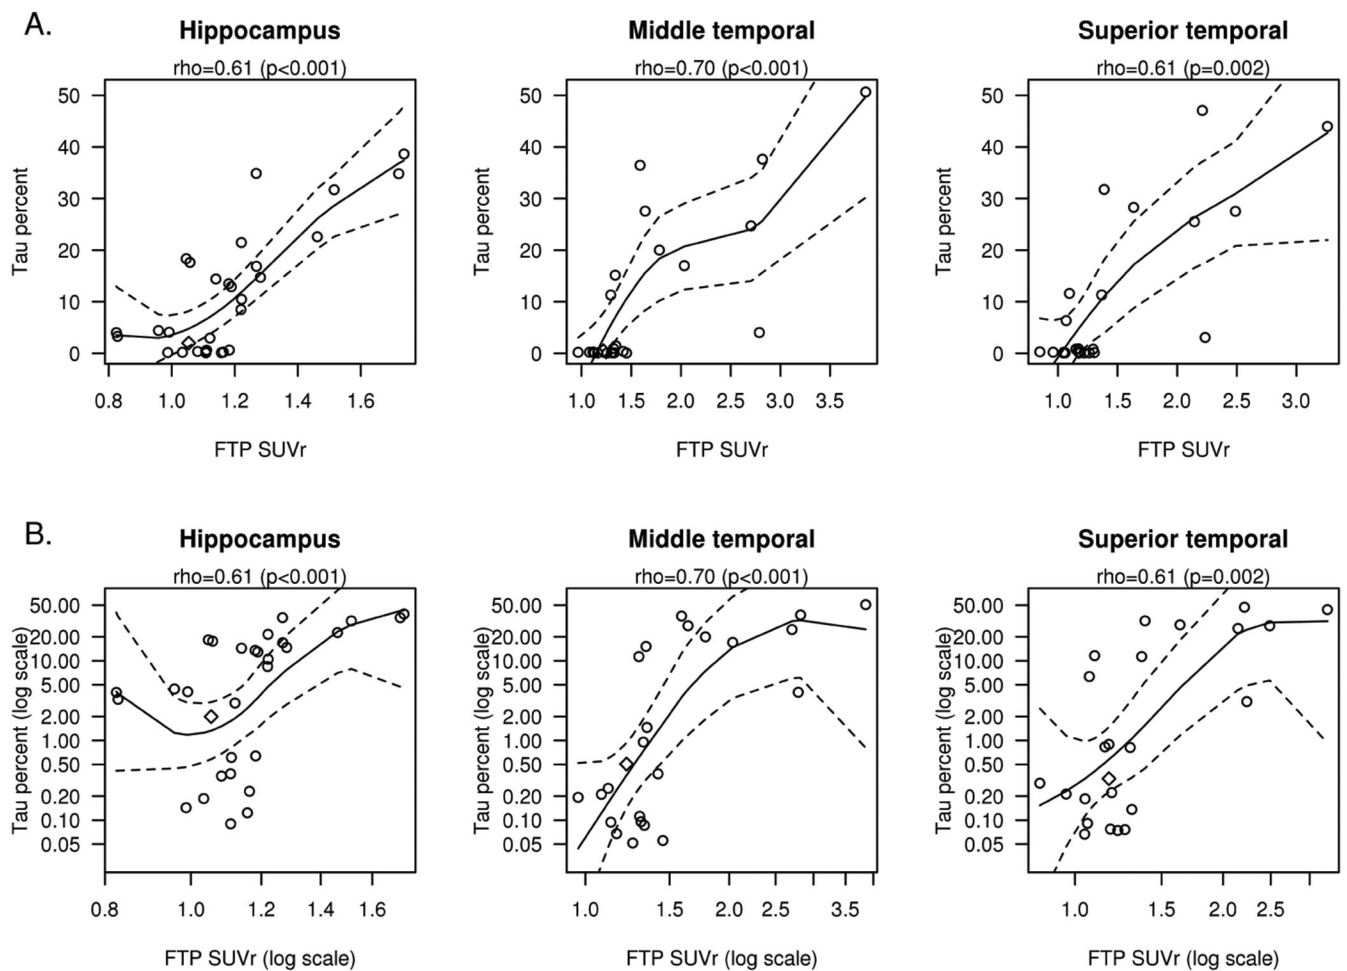 A.
Hippocampus
rho=0.61 (p<0.001)
Tau percent
50
40
30
20
10
0
0.8 1.0 1.2 1.4 1.6
FTP SUVr
Middle temporal
rho=0.70 (p<0.001)
Tau percent
50
40
30
20
10
0
1.0 1.5 2.0 2.5 3.0 3.5
FTP SUVr
Superior temporal
rho=0.61 (p=0.002)
Tau percent
50
40
30
20
10
0
1.0 1.5 2.0 2.5 3.0
FTP SUVr
B.
Hippocampus
rho=0.61 (p<0.001)
Tau percent (log scale)
50.00
20.00
10.00
5.00
2.00
1.00
0.50
0.20
0.10
0.05
0.8 1.0 1.2 1.4 1.6
FTP SUVr (log scale)
Middle temporal
rho=0.70 (p<0.001)
Tau percent (log scale)
50.00
20.00
10.00
5.00
2.00
1.00
0.50
0.20
0.10
0.05
1.0 1.5 2.0 2.5 3.5
FTP SUVr (log scale)
Superior temporal
rho=0.61 (p=0.002)
Tau percent (log scale)
50.00
20.00
10.00
5.00
2.00
1.00
0.50
0.20
0.10
0.05
1.0 1.5 2.0 2.5
FTP SUVr (log scale)